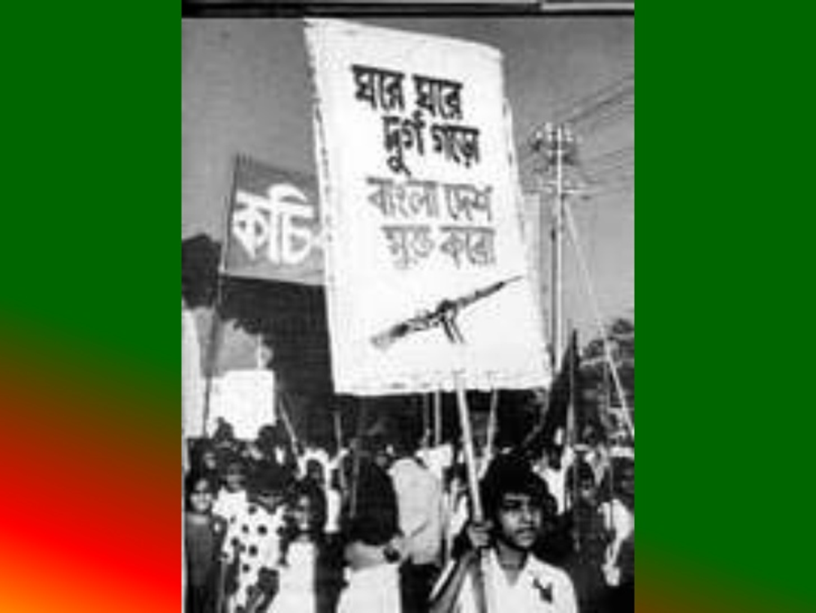 ঘরে ঘরে
দুর্গ গড়ো
বাংলা দেশ
মুক্ত করো
কচি